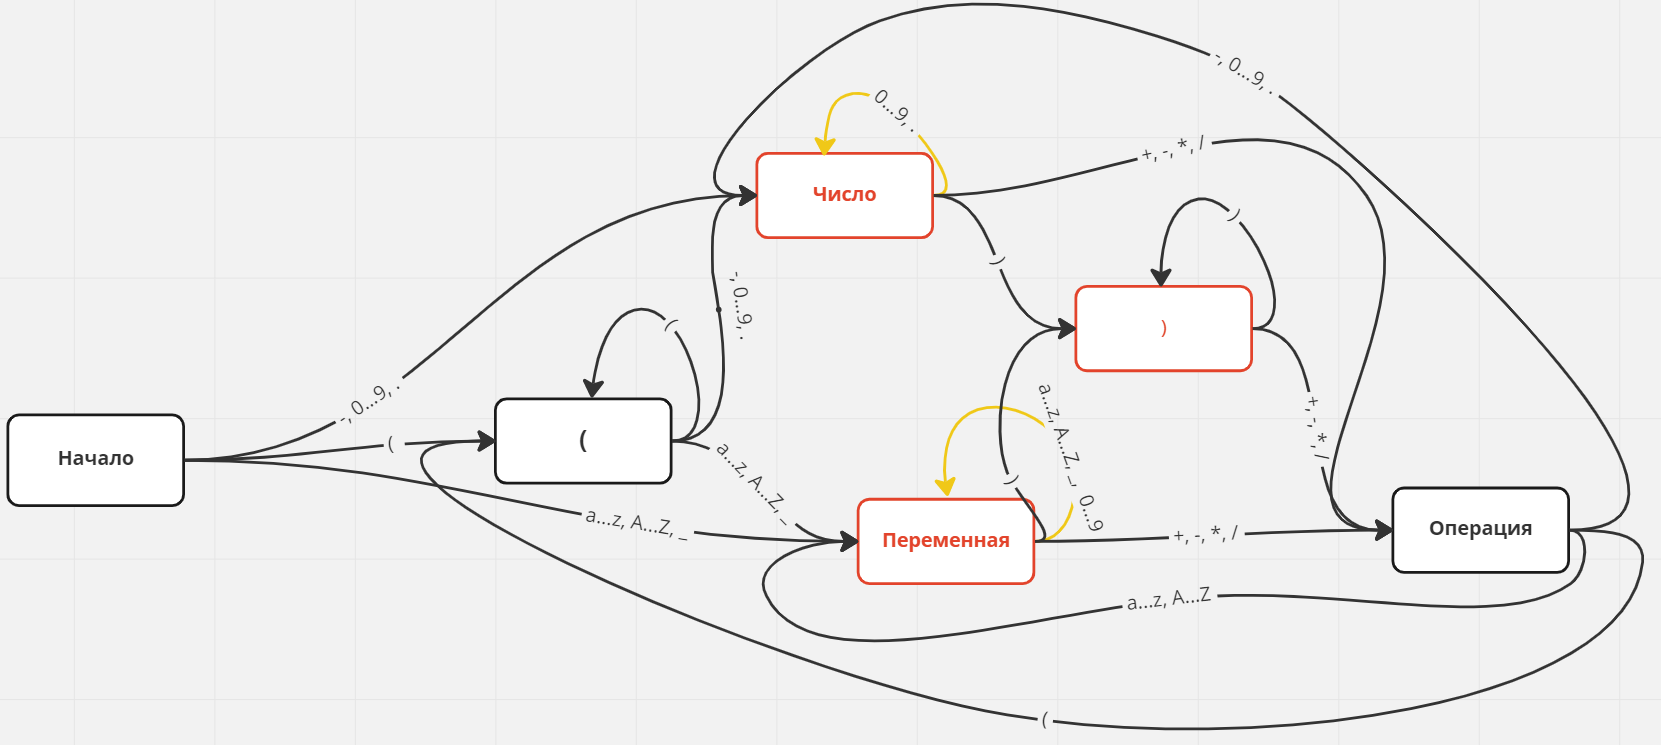 -, 0...9, .
0...9, .
+, -, *, /
Число
)
)
-, 0...9, .
(
)
-, 0...9, .
a...z, A...Z, _, 0...9
+, -, *, /
Начало
(
(
a...z, A...Z, _
)
a...z, A...Z, _
Переменная
+, -, *, /
Операция
a...z, A...Z
(